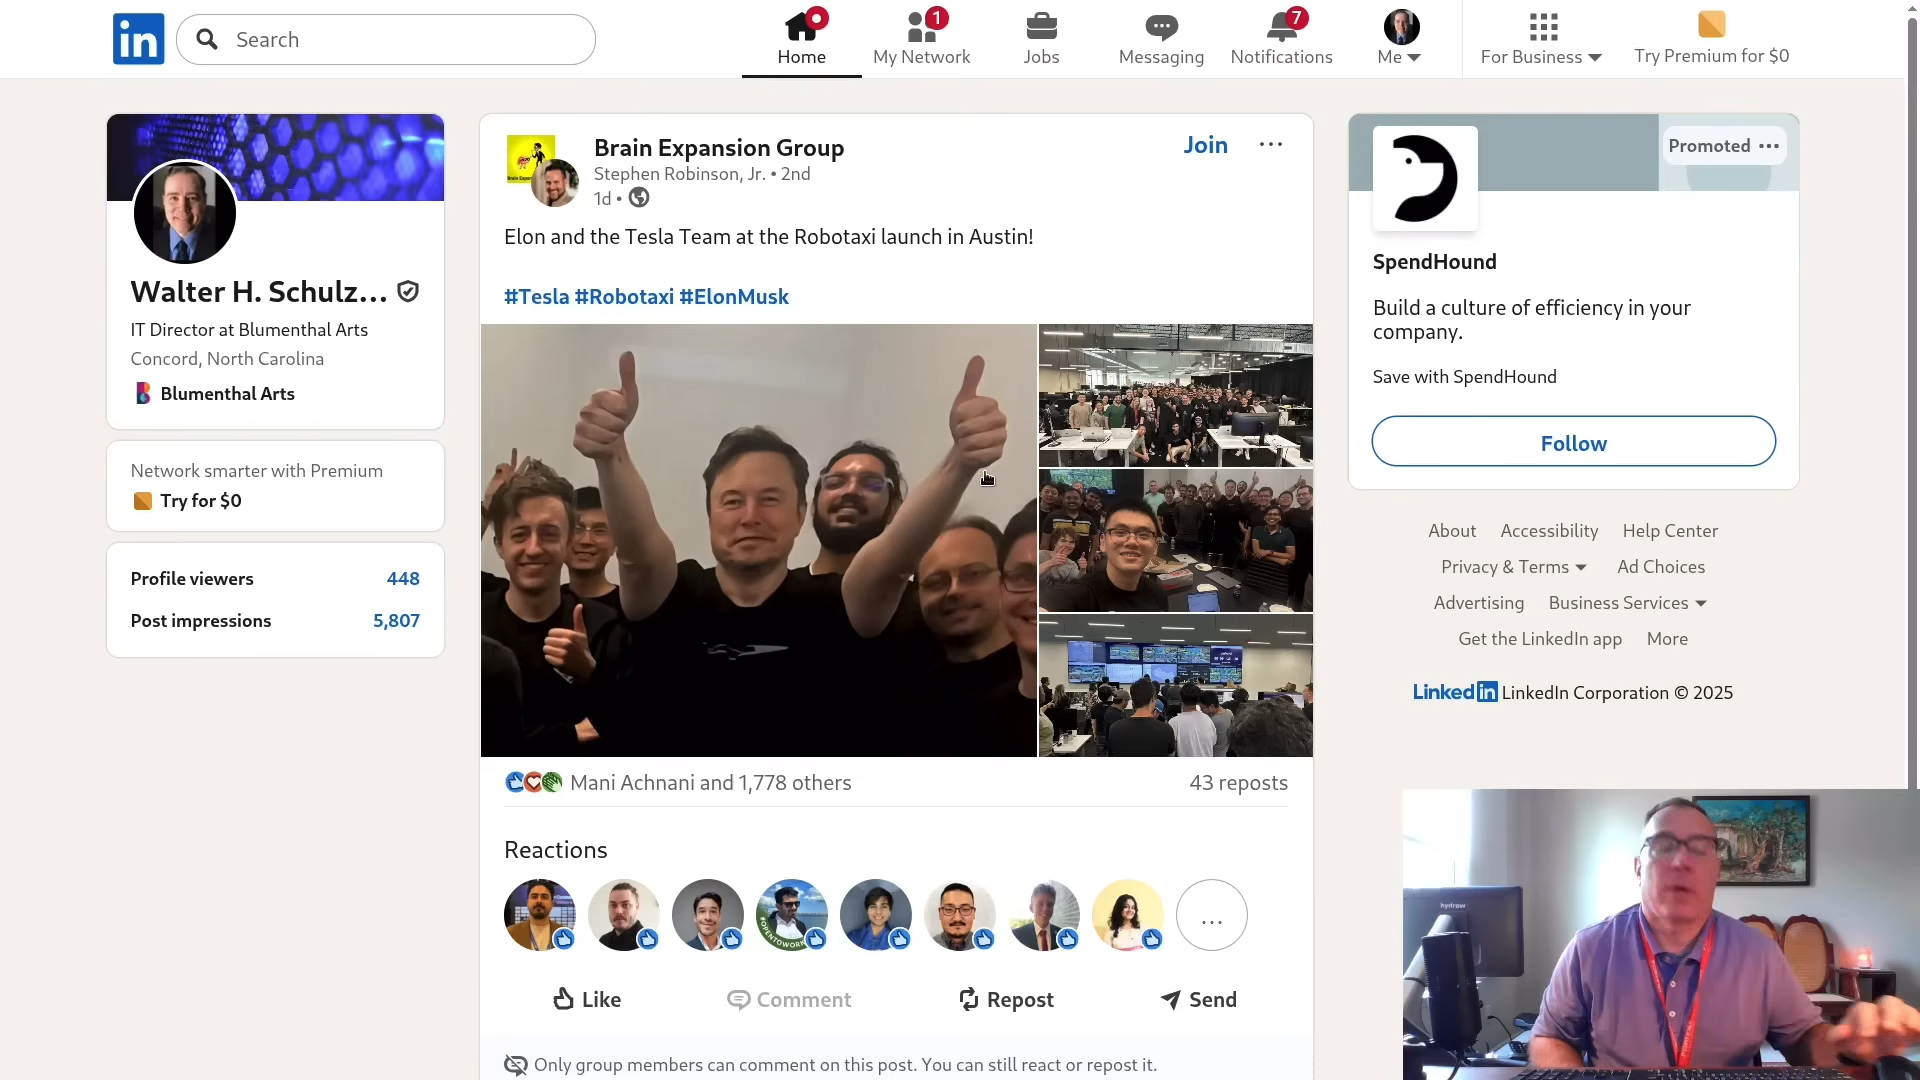 in
Search
Home
1
My Network
Jobs
Messaging
7
Notifications
Me
For Business
Try Premium for $0
Walter H. Schulz...
IT Director at Blumenthal Arts
Concord, North Carolina
Blumenthal Arts
Network smarter with Premium
Try for $0
Profile viewers 448
Post impressions 5,807
Brain Expansion Group
Stephen Robinson, Jr. • 2nd
1d •
Join
Elon and the Tesla Team at the Robotaxi launch in Austin!
#Tesla #Robotaxi #ElonMusk
Mani Achnani and 1,778 others
43 reposts
Reactions
...
Like
Comment
Repost
Send
Only group members can comment on this post. You can still react or repost it.
Promoted
SpendHound
Build a culture of efficiency in your
company.
Save with SpendHound
Follow
About Accessibility Help Center
Privacy & Terms Ad Choices
Advertising Business Services
Get the LinkedIn app More
LinkedIn LinkedIn Corporation © 2025